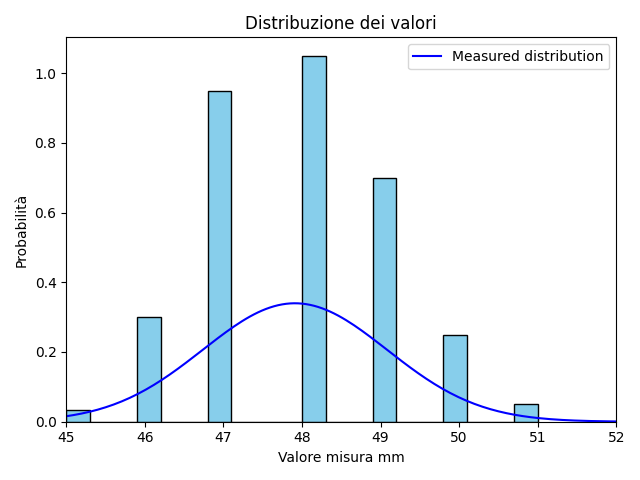 Distribuzione dei valori
Measured distribution
Probabilità
1.0
0.8
0.6
0.4
0.2
0.0
45 46 47 48 49 50 51 52
Valore misura mm